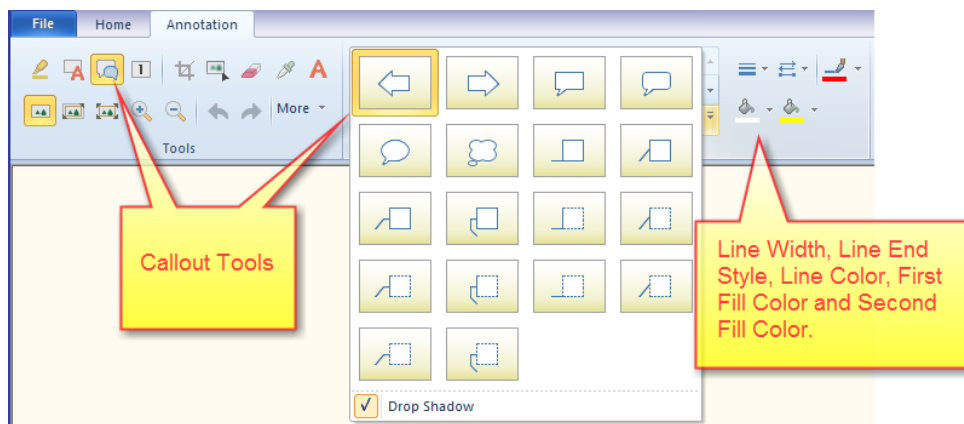 File Home Annotation
A 1 A
More
Tools
Callout Tools
Line Width, Line End
Style, Line Color, First
Fill Color and Second
Fill Color.
Drop Shadow